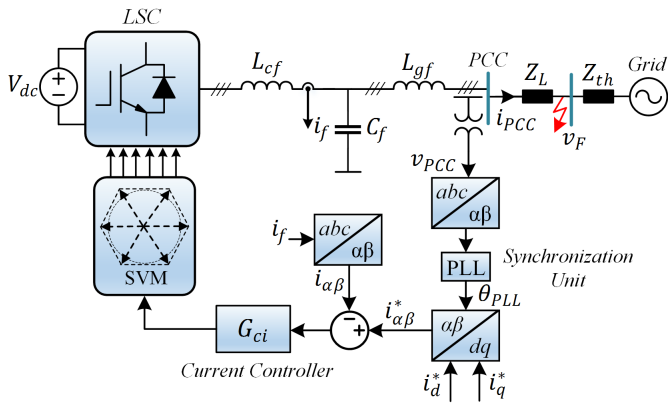 LSC
V_dc
L_cf
L_gf
PCC
Z_L
Z_th
Grid
i_f
C_f
i_PCC
v_F
v_PCC
abc
αβ
SVM
i_f
abc
αβ
PLL
Synchronization
Unit
i_αβ
θ_PLL
G_ci
i*_αβ
αβ
dq
Current Controller
i*_d
i*_q